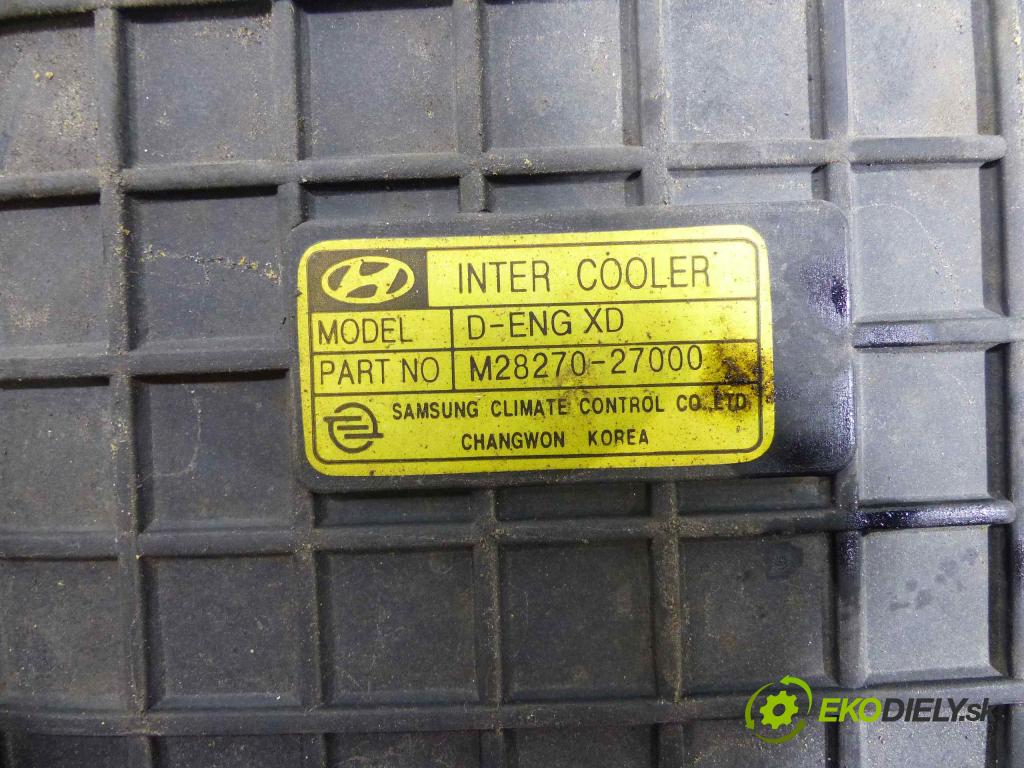 INTER COOLER
MODEL D-ENG XD
PART NO M28270-27000
SAMSUNG CLIMATE CONTROL CO.LTD
CHANGWON KOREA
EKODIELY.sk